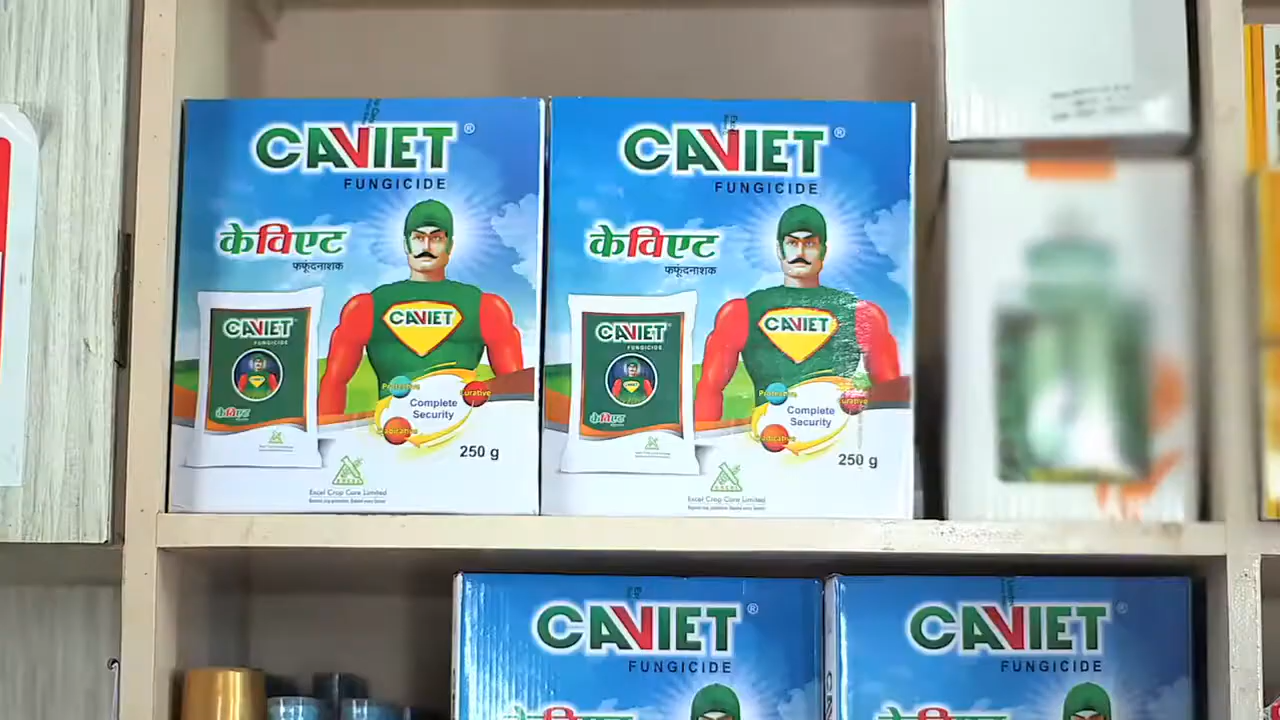 CAVIET®
FUNGICIDE
केविएट
फफूंदनाशक
CAVIET
CAVIET
FUNGICIDE
केविएट
Protective
Curative
Complete
Security
Eradicative
250 g
EXCEL
Excel Crop Care Limited
CAVIET®
FUNGICIDE
केविएट
फफूंदनाशक
CAVIET
CAVIET
FUNGICIDE
केविएट
Protective
Curative
Complete
Security
Eradicative
250 g
EXCEL
Excel Crop Care Limited
CAVIET®
FUNGICIDE
CAVIET®
FUNGICIDE